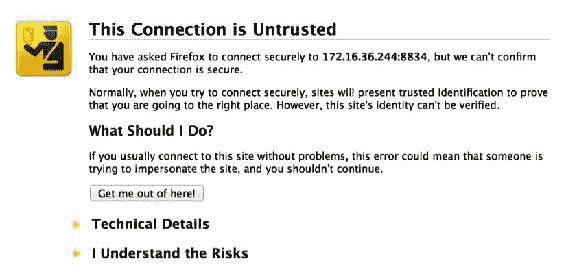 This Connection is Untrusted
You have asked Firefox to connect securely to 172.16.36.244:8834, but we can't confirm
that your connection is secure.
Normally, when you try to connect securely, sites will present trusted identification to prove
that you are going to the right place. However, this site's identity can't be verified.
What Should I Do?
If you usually connect to this site without problems, this error could mean that someone is
trying to impersonate the site, and you shouldn't continue.
Get me out of here!
Technical Details
I Understand the Risks